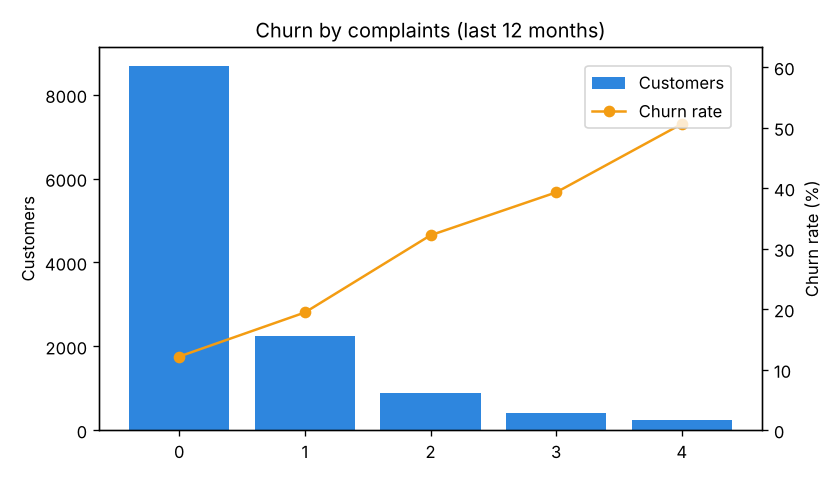 Churn by complaints (last 12 months)
Customers
Churn rate
8000
6000
4000
2000
0
Customers
60
50
40
30
20
10
0
Churn rate (%)
0 1 2 3 4